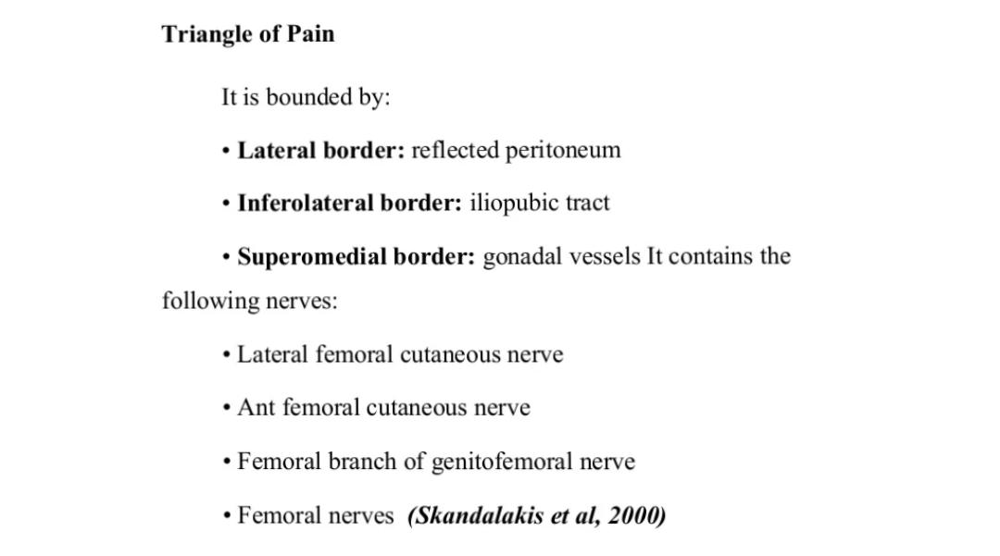 Triangle of Pain
It is bounded by:
• Lateral border: reflected peritoneum
• Inferolateral border: iliopubic tract
• Superomedial border: gonadal vessels It contains the
following nerves:
• Lateral femoral cutaneous nerve
• Ant femoral cutaneous nerve
• Femoral branch of genitofemoral nerve
• Femoral nerves (Skandalakis et al, 2000)